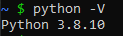 ~ $ python -V
Python 3.8.10